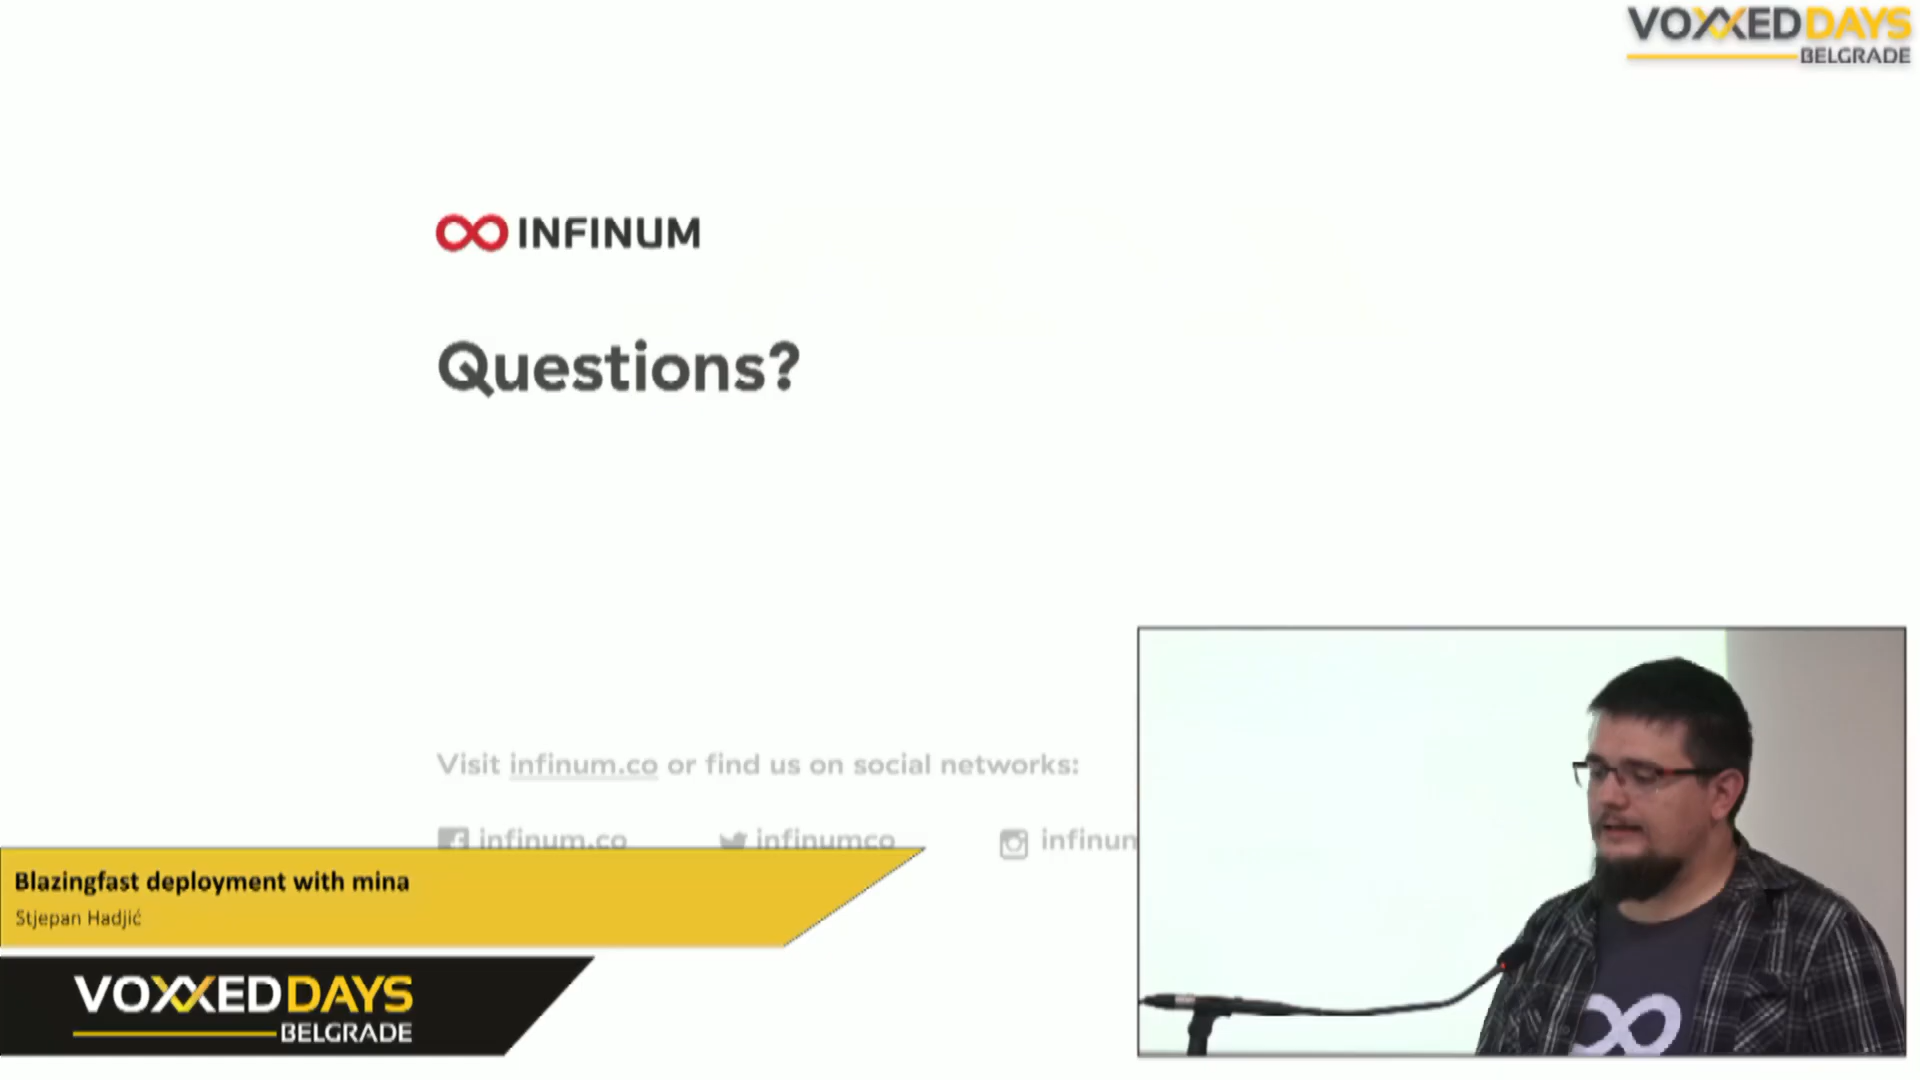 VOXXED DAYS
BELGRADE
INFINUM
Questions?
Visit infinum.co or find us on social networks:
infinum.co
infinumco
Blazingfast deployment with mina
Stjepan Hadjić
VOXXED DAYS
BELGRADE